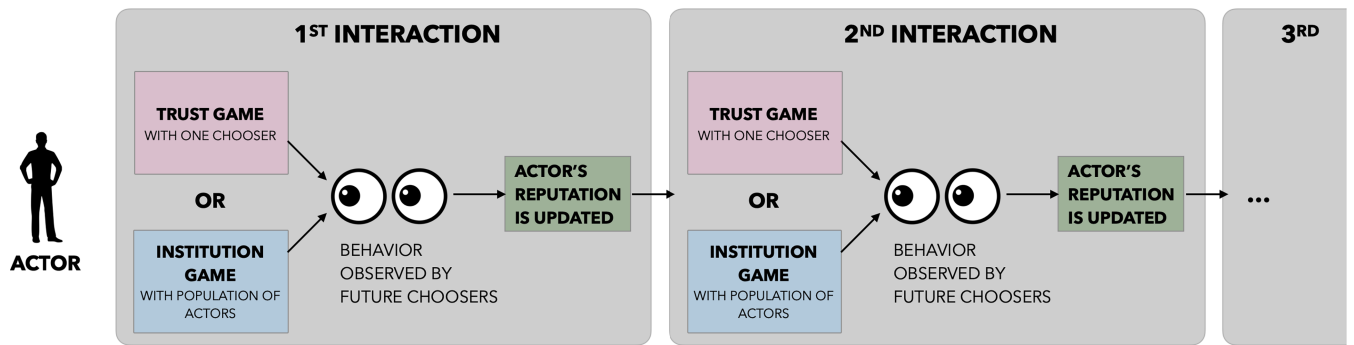 1ST INTERACTION
TRUST GAME
WITH ONE CHOOSER
OR
INSTITUTION
GAME
WITH POPULATION OF
ACTORS
BEHAVIOR
OBSERVED BY
FUTURE CHOOSERS
ACTOR'S
REPUTATION
IS UPDATED
2ND INTERACTION
TRUST GAME
WITH ONE CHOOSER
OR
INSTITUTION
GAME
WITH POPULATION OF
ACTORS
BEHAVIOR
OBSERVED BY
FUTURE CHOOSERS
ACTOR'S
REPUTATION
IS UPDATED
3RD
...
ACTOR